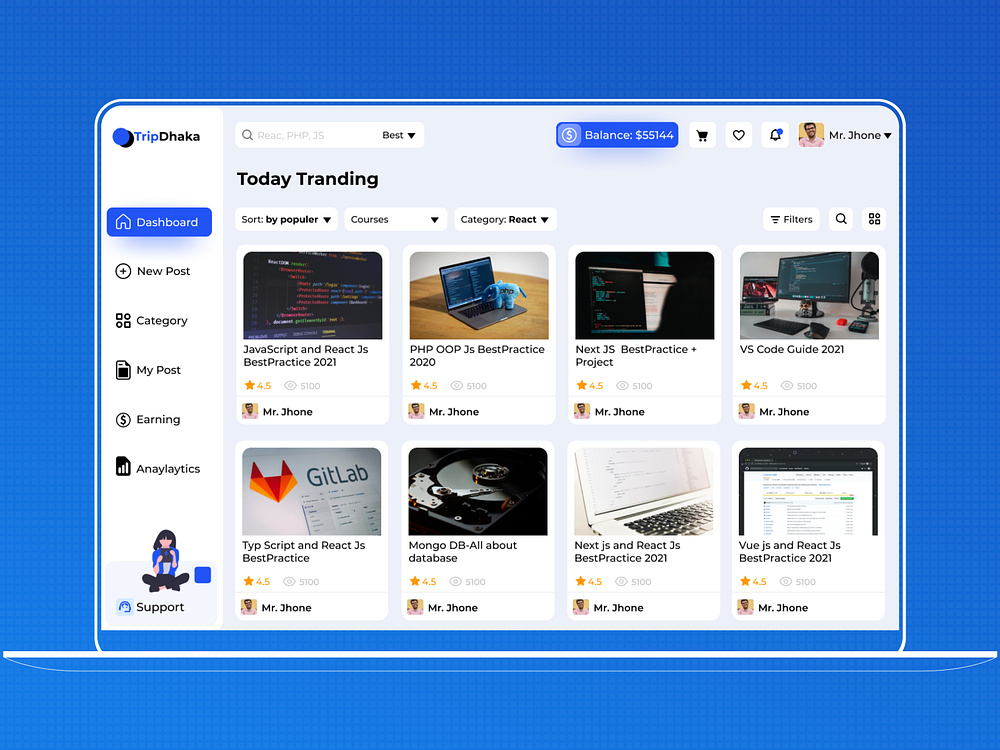 TripDhaka
Reac, PHP, JS
Best
Balance: $55144
Mr. Jhone
Today Tranding
Dashboard
New Post
Category
My Post
Earning
Anaylaytics
Support
Sort: by populer
Courses
Category: React
Filters
JavaScript and React Js
BestPractice 2021
4.5
5100
Mr. Jhone
php
PHP OOP Js BestPractice
2020
4.5
5100
Mr. Jhone
Next JS BestPractice +
Project
4.5
5100
Mr. Jhone
VS Code Guide 2021
4.5
5100
Mr. Jhone
GitLab
Typ Script and React Js
BestPractice
4.5
5100
Mr. Jhone
Mongo DB-All about
database
4.5
5100
Mr. Jhone
Next js and React Js
BestPractice 2021
4.5
5100
Mr. Jhone
Vue js and React Js
BestPractice 2021
4.5
5100
Mr. Jhone